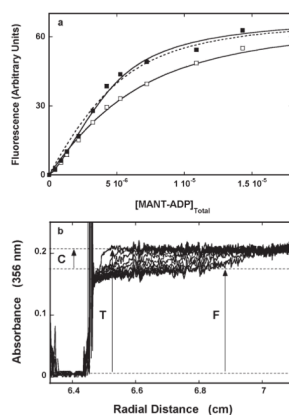 a
Fluorescence (Arbitrary Units)
60
30
0
0
5 10⁻⁶
1 10⁻⁵
1.5 10⁻⁵
[MANT-ADP]Total
b
Absorbance (356 nm)
0.2
0.1
0
C
T
F
6.4
6.6
6.8
7
Radial Distance (cm)